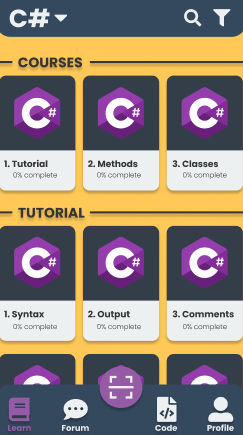 C#
COURSES
C# C# C#
1. Tutorial 2. Methods 3. Classes
0% complete 0% complete 0% complete
TUTORIAL
C# C# C#
1. Syntax 2. Output 3. Comments
0% complete 0% complete 0% complete
Learn Forum Code Profile